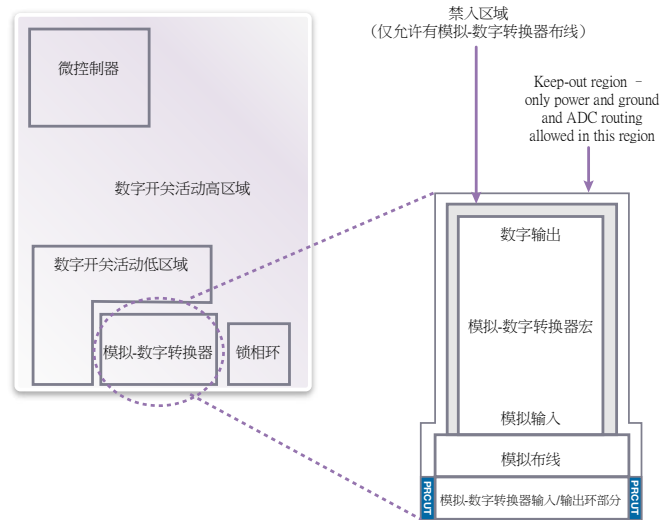 禁入区域
（仅允许有模拟-数字转换器布线）
微控制器
Keep-out region –
only power and ground
and ADC routing
allowed in this region
数字开关活动高区域
数字输出
数字开关活动低区域
模拟-数字转换器宏
模拟-数字转换器
锁相环
模拟输入
模拟布线
PRCUT
模拟-数字转换器输入/输出环部分
PRCUT